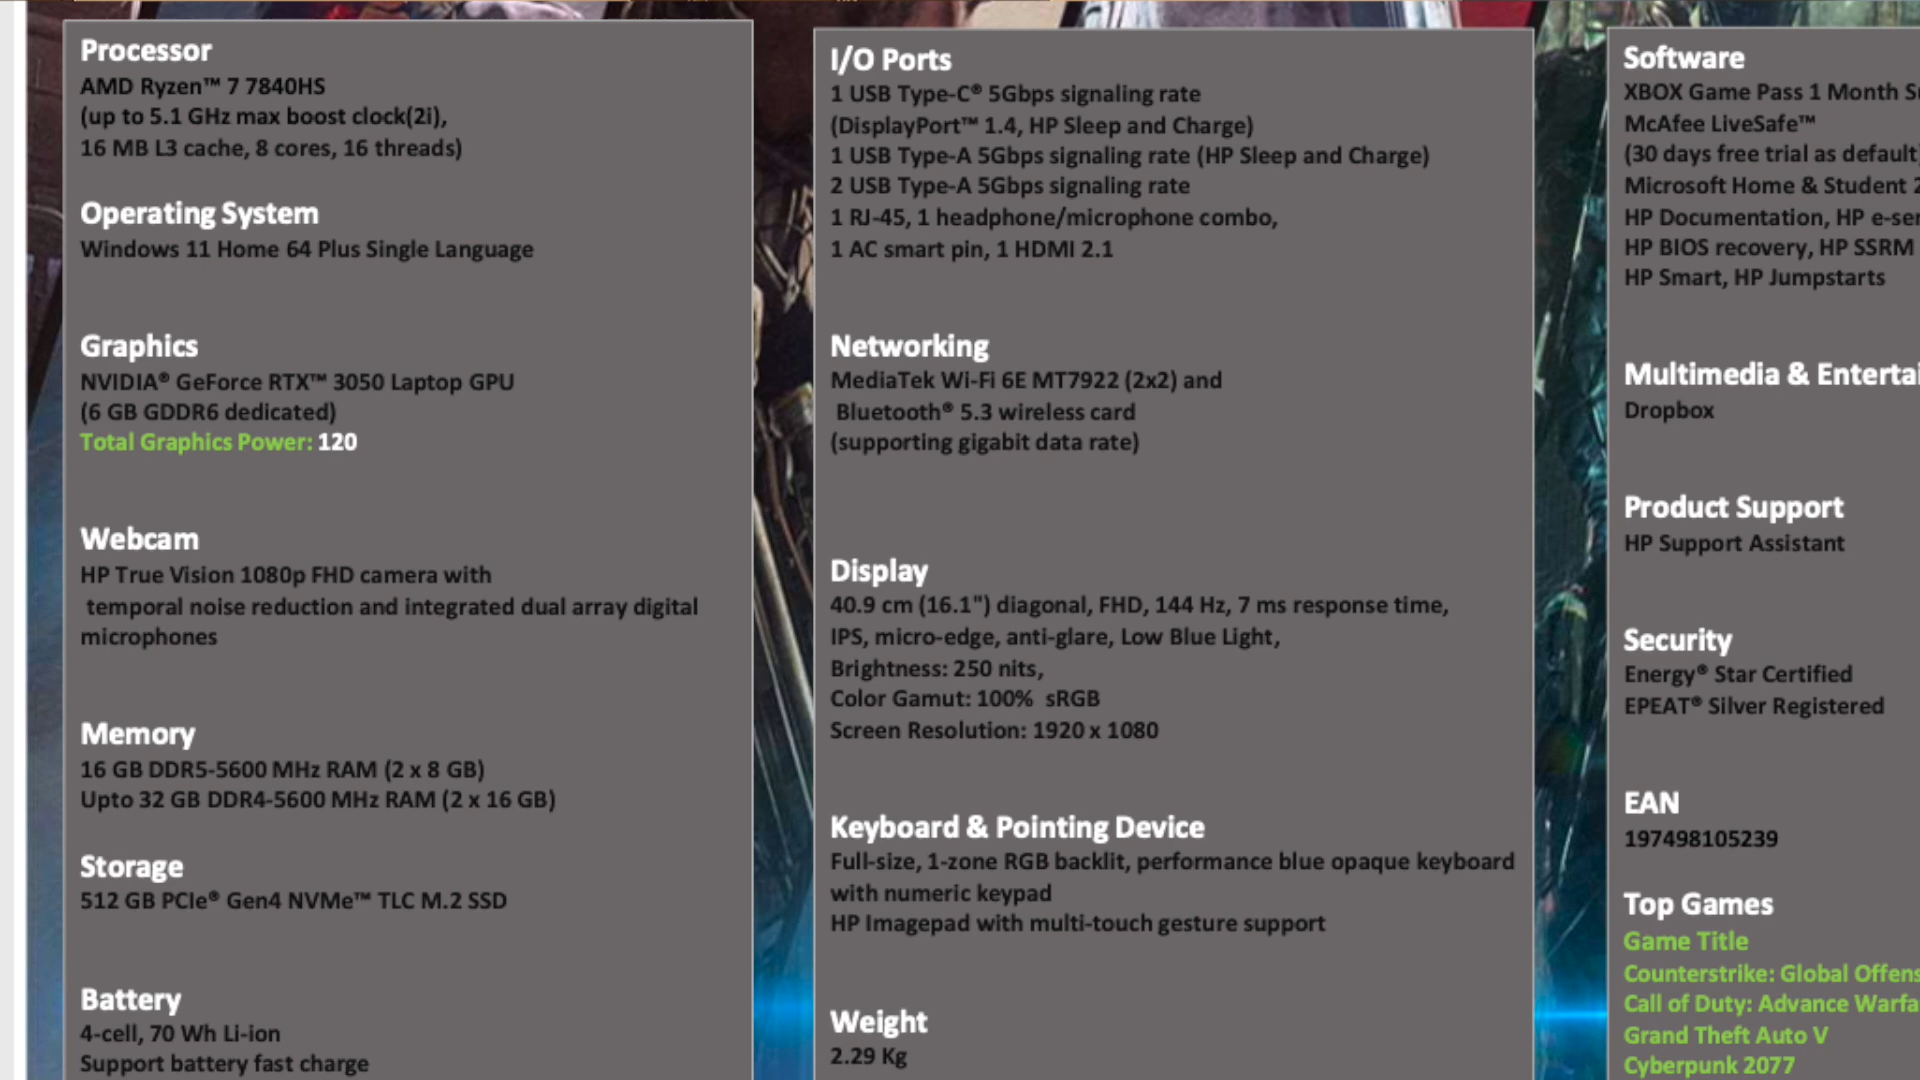 Processor
AMD Ryzen™ 7 7840HS
(up to 5.1 GHz max boost clock(2i),
16 MB L3 cache, 8 cores, 16 threads)
Operating System
Windows 11 Home 64 Plus Single Language
Graphics
NVIDIA® GeForce RTX™ 3050 Laptop GPU
(6 GB GDDR6 dedicated)
Total Graphics Power: 120
Webcam
HP True Vision 1080p FHD camera with
temporal noise reduction and integrated dual array digital
microphones
Memory
16 GB DDR5-5600 MHz RAM (2 x 8 GB)
Upto 32 GB DDR4-5600 MHz RAM (2 x 16 GB)
Storage
512 GB PCIe® Gen4 NVMe™ TLC M.2 SSD
Battery
4-cell, 70 Wh Li-ion
Support battery fast charge
I/O Ports
1 USB Type-C® 5Gbps signaling rate
(DisplayPort™ 1.4, HP Sleep and Charge)
1 USB Type-A 5Gbps signaling rate (HP Sleep and Charge)
2 USB Type-A 5Gbps signaling rate
1 RJ-45, 1 headphone/microphone combo,
1 AC smart pin, 1 HDMI 2.1
Networking
MediaTek Wi-Fi 6E MT7922 (2x2) and
Bluetooth® 5.3 wireless card
(supporting gigabit data rate)
Display
40.9 cm (16.1") diagonal, FHD, 144 Hz, 7 ms response time,
IPS, micro-edge, anti-glare, Low Blue Light,
Brightness: 250 nits,
Color Gamut: 100% sRGB
Screen Resolution: 1920 x 1080
Keyboard & Pointing Device
Full-size, 1-zone RGB backlit, performance blue opaque keyboard
with numeric keypad
HP Imagepad with multi-touch gesture support
Weight
2.29 Kg
Software
XBOX Game Pass 1 Month
McAfee LiveSafe™
(30 days free trial as default
Microsoft Home & Student
HP Documentation, HP
HP BIOS recovery, HP SSRM
HP Smart, HP Jumpstarts
Multimedia &
Dropbox
Product Support
HP Support Assistant
Security
Energy® Star Certified
EPEAT® Silver Registered
EAN
197498105239
Top Games
Game Title
Counterstrike: Global
Call of Duty: Advance
Grand Theft Auto V
Cyberpunk 2077